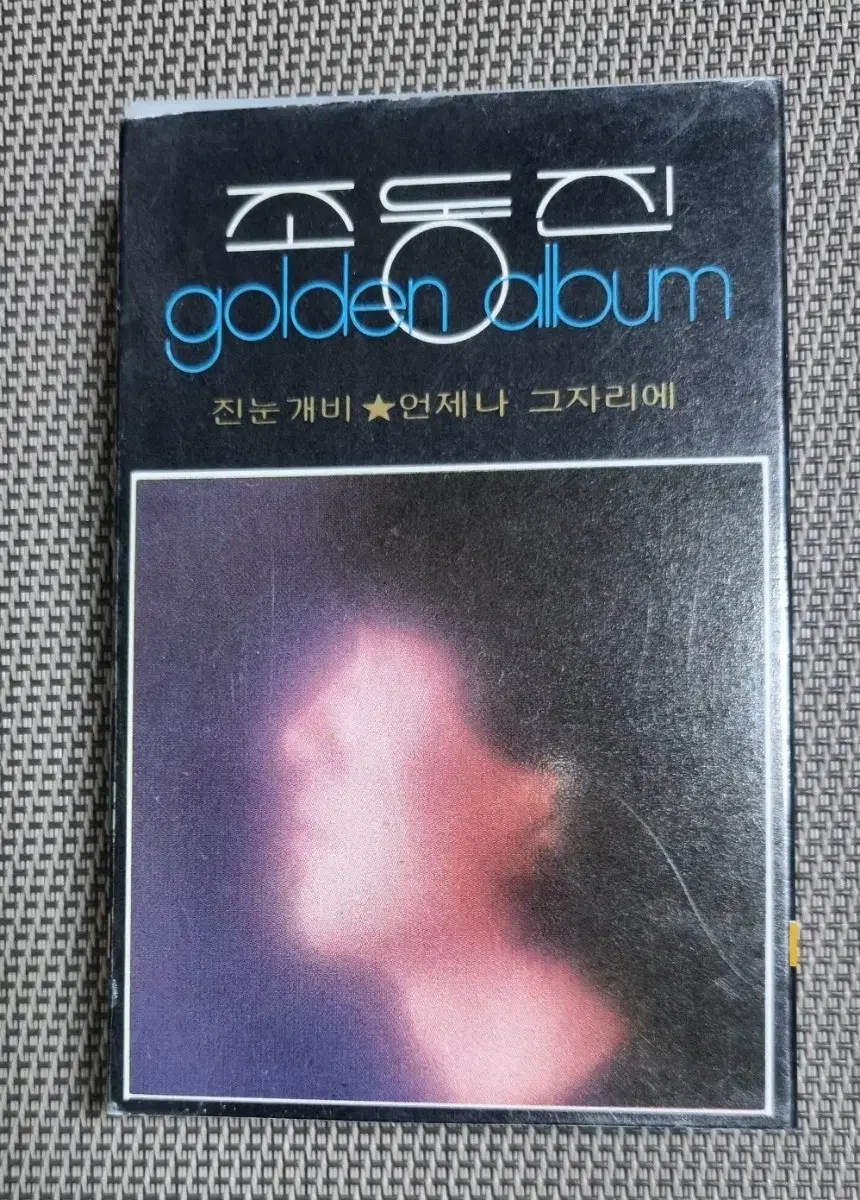 조동진
golden album
진눈개비 ★ 언제나 그자리에